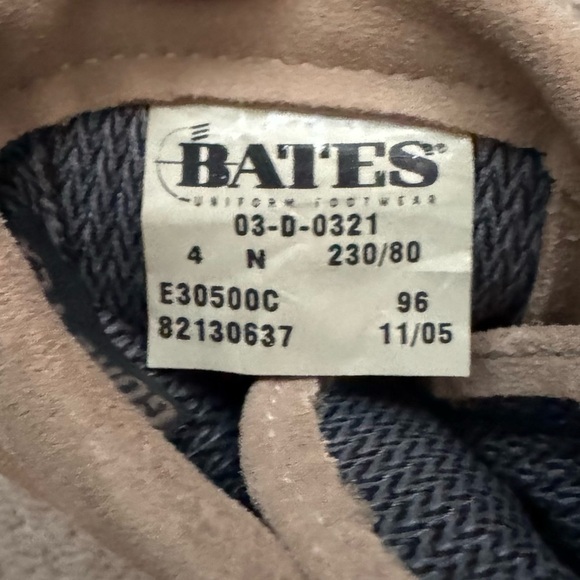 BATES
UNIFORM FOOTWEAR
03-D-0321
4 N 230/80
E30500C 96
82130637 11/05